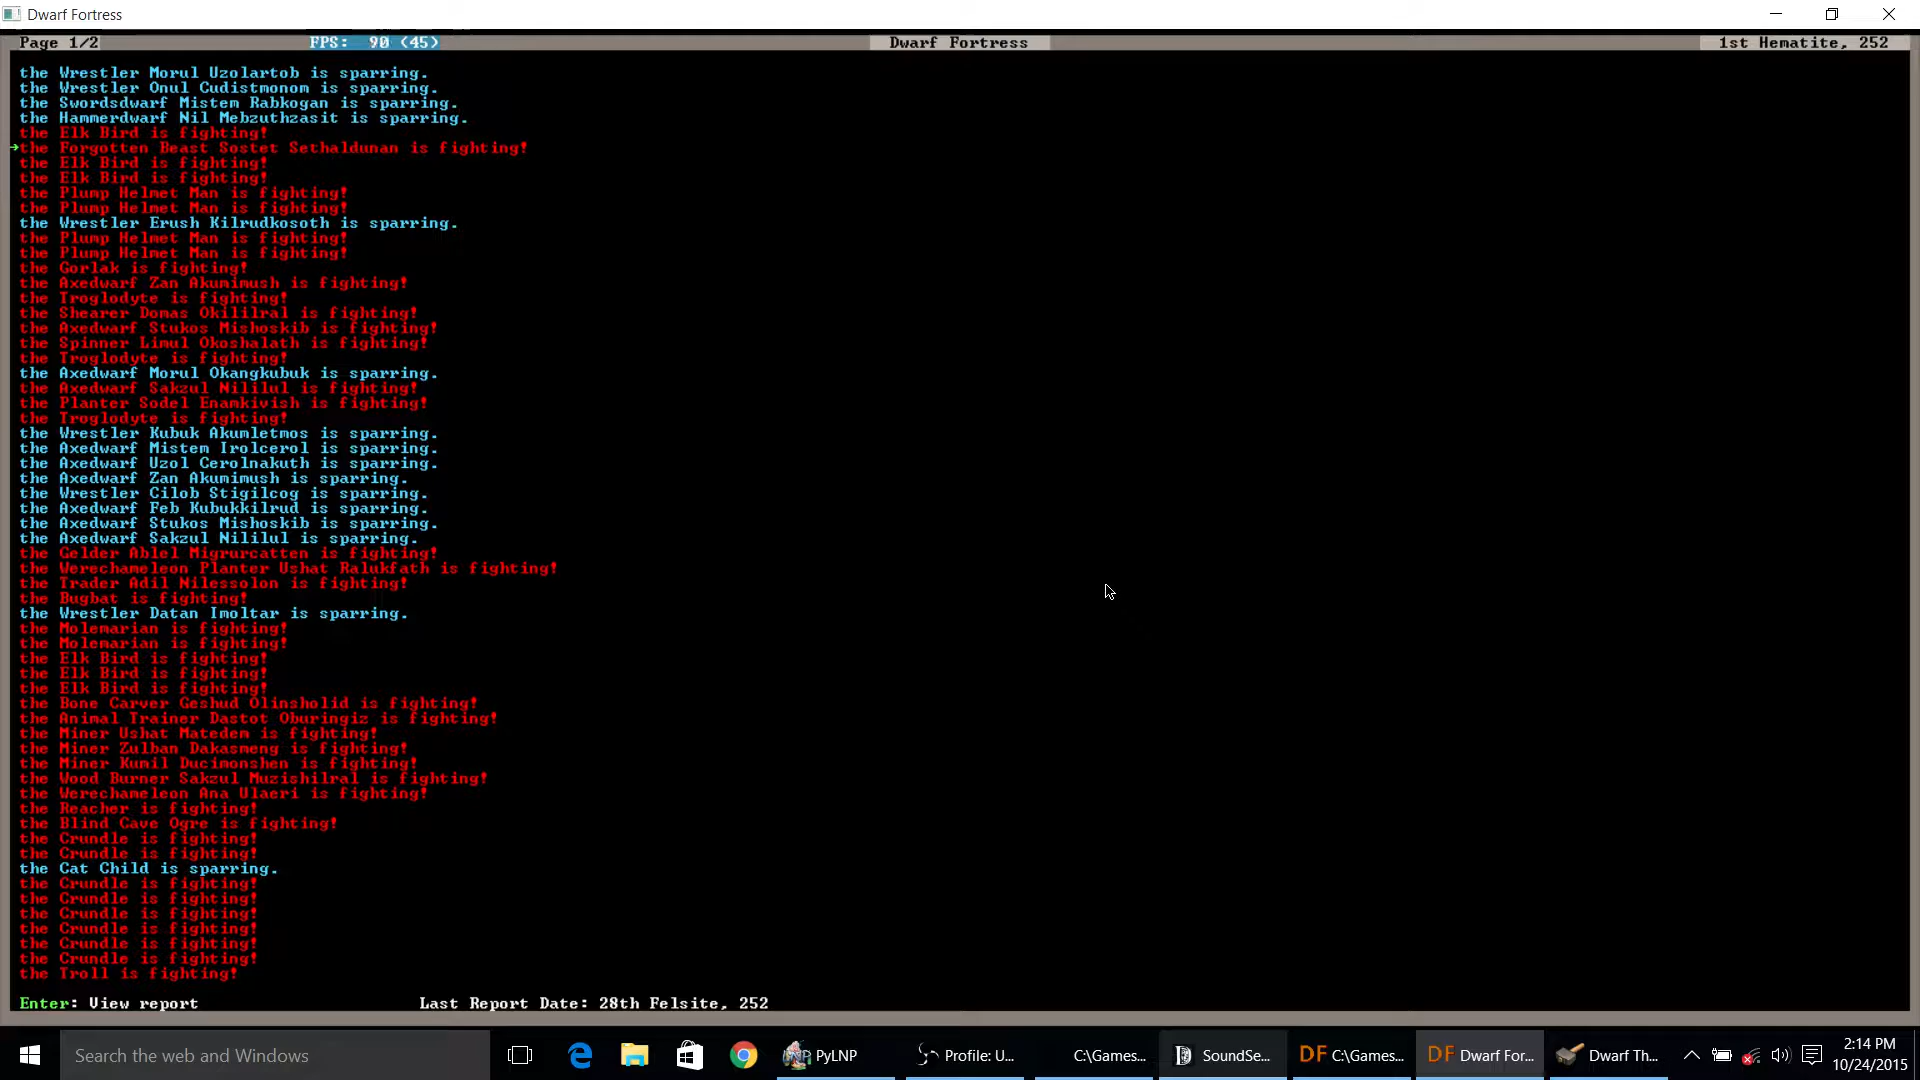 Dwarf Fortress
Page 1/2 FPS: 90 (45) Dwarf Fortress 1st Hematite, 252
the Wrestler Morul Uzolartob is sparring.
the Wrestler Onul Cudistmonom is sparring.
the Swordsdwarf Mistem Rabkogan is sparring.
the Hammerdwarf Nil Mebzuthzasit is sparring.
the Elk Bird is fighting!
→the Forgotten Beast Sostet Sethaldunan is fighting!
the Elk Bird is fighting!
the Elk Bird is fighting!
the Plump Helmet Man is fighting!
the Plump Helmet Man is fighting!
the Wrestler Erush Kilrudkosoth is sparring.
the Plump Helmet Man is fighting!
the Plump Helmet Man is fighting!
the Gorlak is fighting!
the Axedwarf Zan Akumimush is fighting!
the Troglodyte is fighting!
the Shearer Domas Okililral is fighting!
the Axedwarf Stukos Mishoskib is fighting!
the Spinner Limul Okoshalath is fighting!
the Troglodyte is fighting!
the Axedwarf Morul Okangkubuk is sparring.
the Axedwarf Sakzul Nililul is fighting!
the Planter Sodel Enamkivish is fighting!
the Troglodyte is fighting!
the Wrestler Kubuk Akumletmos is sparring.
the Axedwarf Mistem Irolcerol is sparring.
the Axedwarf Uzol Cerolnakuth is sparring.
the Axedwarf Zan Akumimush is sparring.
the Wrestler Cilob Stigilcog is sparring.
the Axedwarf Feb Kubukkilrud is sparring.
the Axedwarf Stukos Mishoskib is sparring.
the Axedwarf Sakzul Nililul is sparring.
the Gelder Ablel Migrurcatten is fighting!
the Werechameleon Planter Ushat Ralukfath is fighting!
the Trader Adil Nilessolon is fighting!
the Bugbat is fighting!
the Wrestler Datan Imoltar is sparring.
the Molemarian is fighting!
the Molemarian is fighting!
the Elk Bird is fighting!
the Elk Bird is fighting!
the Elk Bird is fighting!
the Bone Carver Geshud Olinsholid is fighting!
the Animal Trainer Dastot Oburingiz is fighting!
the Miner Ushat Matedem is fighting!
the Miner Zulban Dakasmeng is fighting!
the Miner Kumil Ducimonshen is fighting!
the Wood Burner Sakzul Muzishilral is fighting!
the Werechameleon Ana Ulaeri is fighting!
the Reacher is fighting!
the Blind Cave Ogre is fighting!
the Crundle is fighting!
the Crundle is fighting!
the Cat Child is sparring.
the Crundle is fighting!
the Crundle is fighting!
the Crundle is fighting!
the Crundle is fighting!
the Crundle is fighting!
the Crundle is fighting!
the Troll is fighting!
Enter: View report Last Report Date: 28th Felsite, 252
Search the web and Windows PyLNP Profile: U... C:\Games... SoundSe... DF C:\Games... DF Dwarf For... Dwarf Th... 2:14 PM
10/24/2015